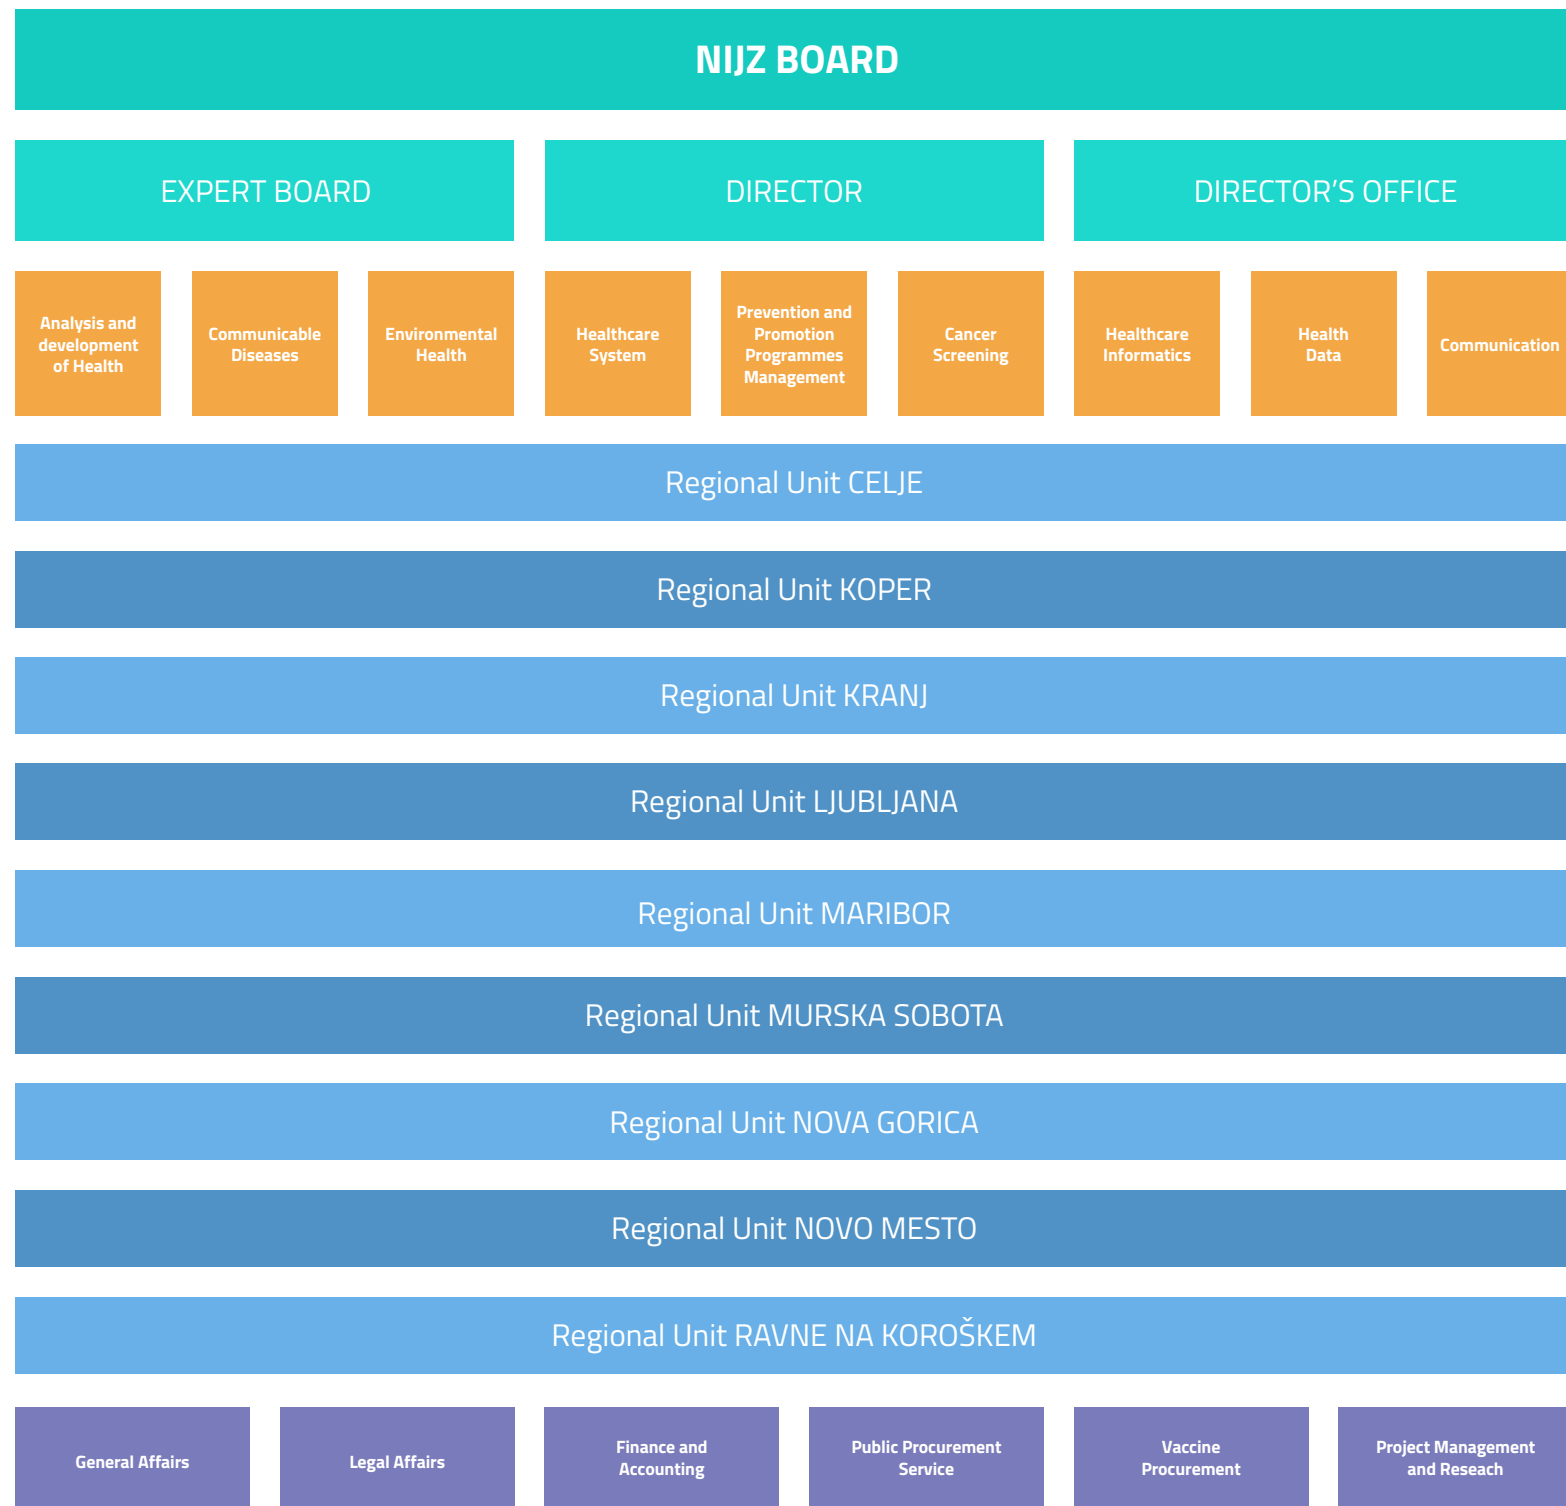 NIJZ BOARD
EXPERT BOARD
DIRECTOR
DIRECTOR'S OFFICE
Analysis and
development
of Health
Communicable
Diseases
Environmental
Health
Healthcare
System
Prevention and
Promotion
Programmes
Management
Cancer
Screening
Healthcare
Informatics
Health
Data
Communication
Regional Unit CELJE
Regional Unit KOPER
Regional Unit KRANJ
Regional Unit LJUBLJANA
Regional Unit MARIBOR
Regional Unit MURSKA SOBOTA
Regional Unit NOVA GORICA
Regional Unit NOVO MESTO
Regional Unit RAVNE NA KOROŠKEM
General Affairs
Legal Affairs
Finance and
Accounting
Public Procurement
Service
Vaccine
Procurement
Project Management
and Reseach